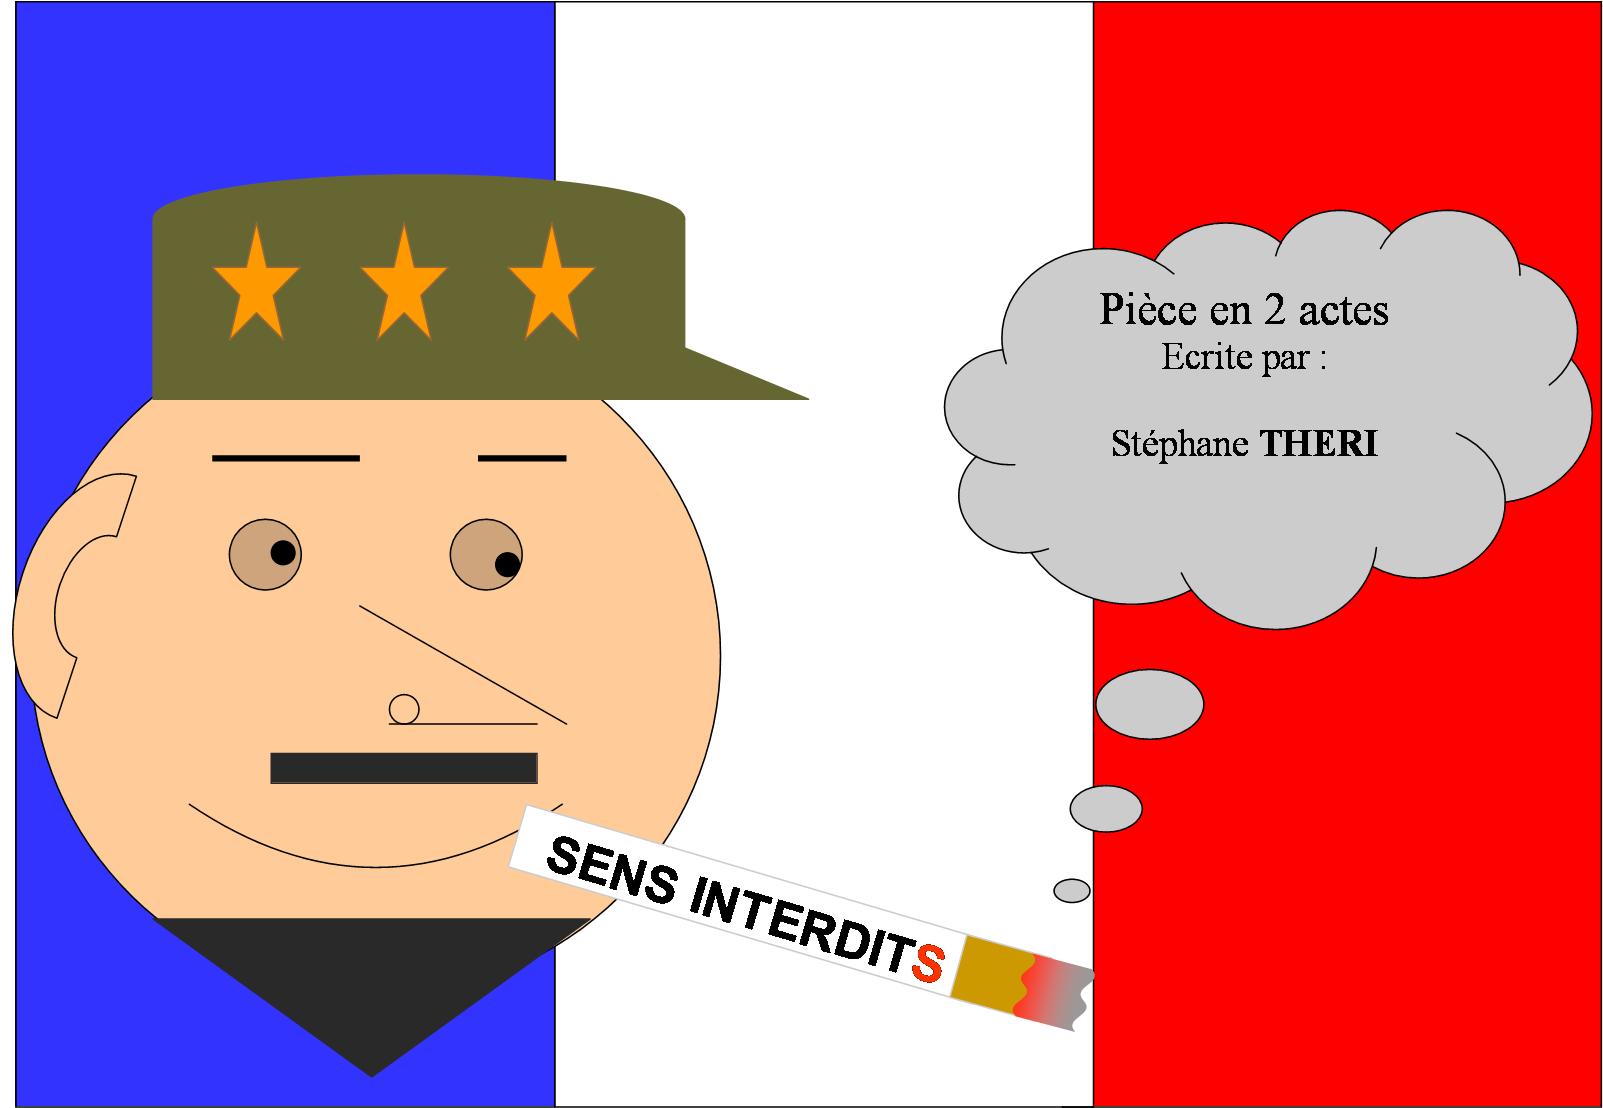 Pièce en 2 actes
Ecrite par :
Stéphane THERI
SENS INTERDITS